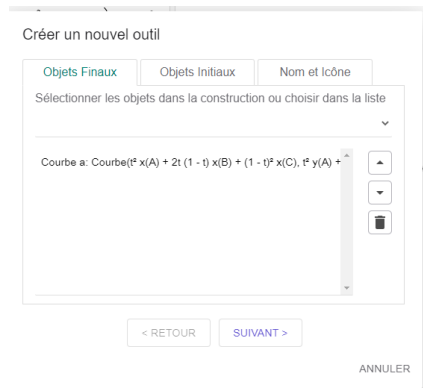 Créer un nouvel outil
Objets Finaux Objets Initiaux Nom et Icône
Sélectionner les objets dans la construction ou choisir dans la liste
Courbe a: Courbe(t² x(A) + 2t (1 - t) x(B) + (1 - t)² x(C), t² y(A) +
< RETOUR SUIVANT >
ANNULER